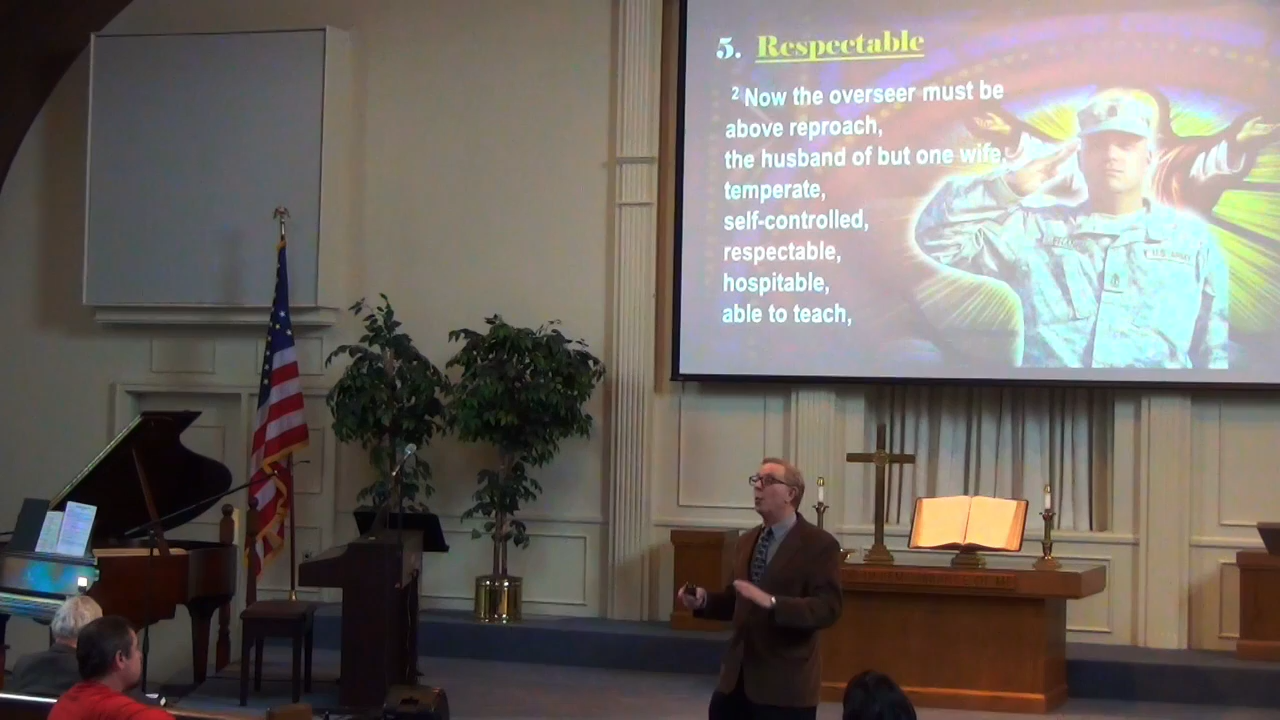 5. Respectable
2 Now the overseer must be
above reproach,
the husband of but one wife,
temperate,
self-controlled,
respectable,
hospitable,
able to teach,
U.S. ARMY